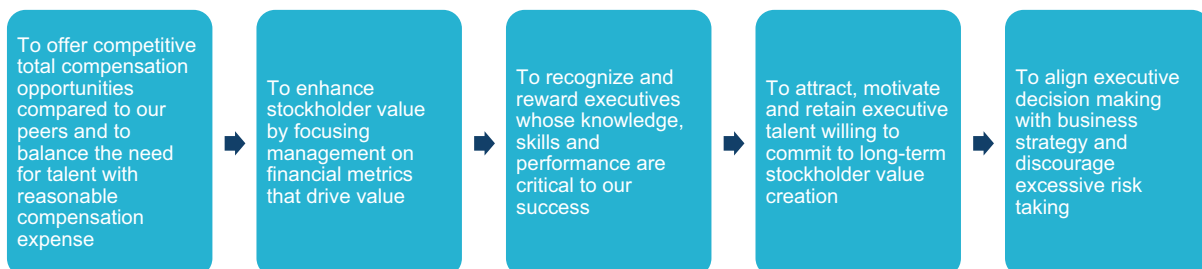 To offer competitive
total compensation
opportunities
compared to our
peers and to
balance the need
for talent with
reasonable
compensation
expense
To enhance
stockholder value
by focusing
management on
financial metrics
that drive value
To recognize and
reward executives
whose knowledge,
skills and
performance are
critical to our
success
To attract, motivate
and retain executive
talent willing to
commit to long-term
stockholder value
creation
To align executive
decision making
with business
strategy and
discourage
excessive risk
taking